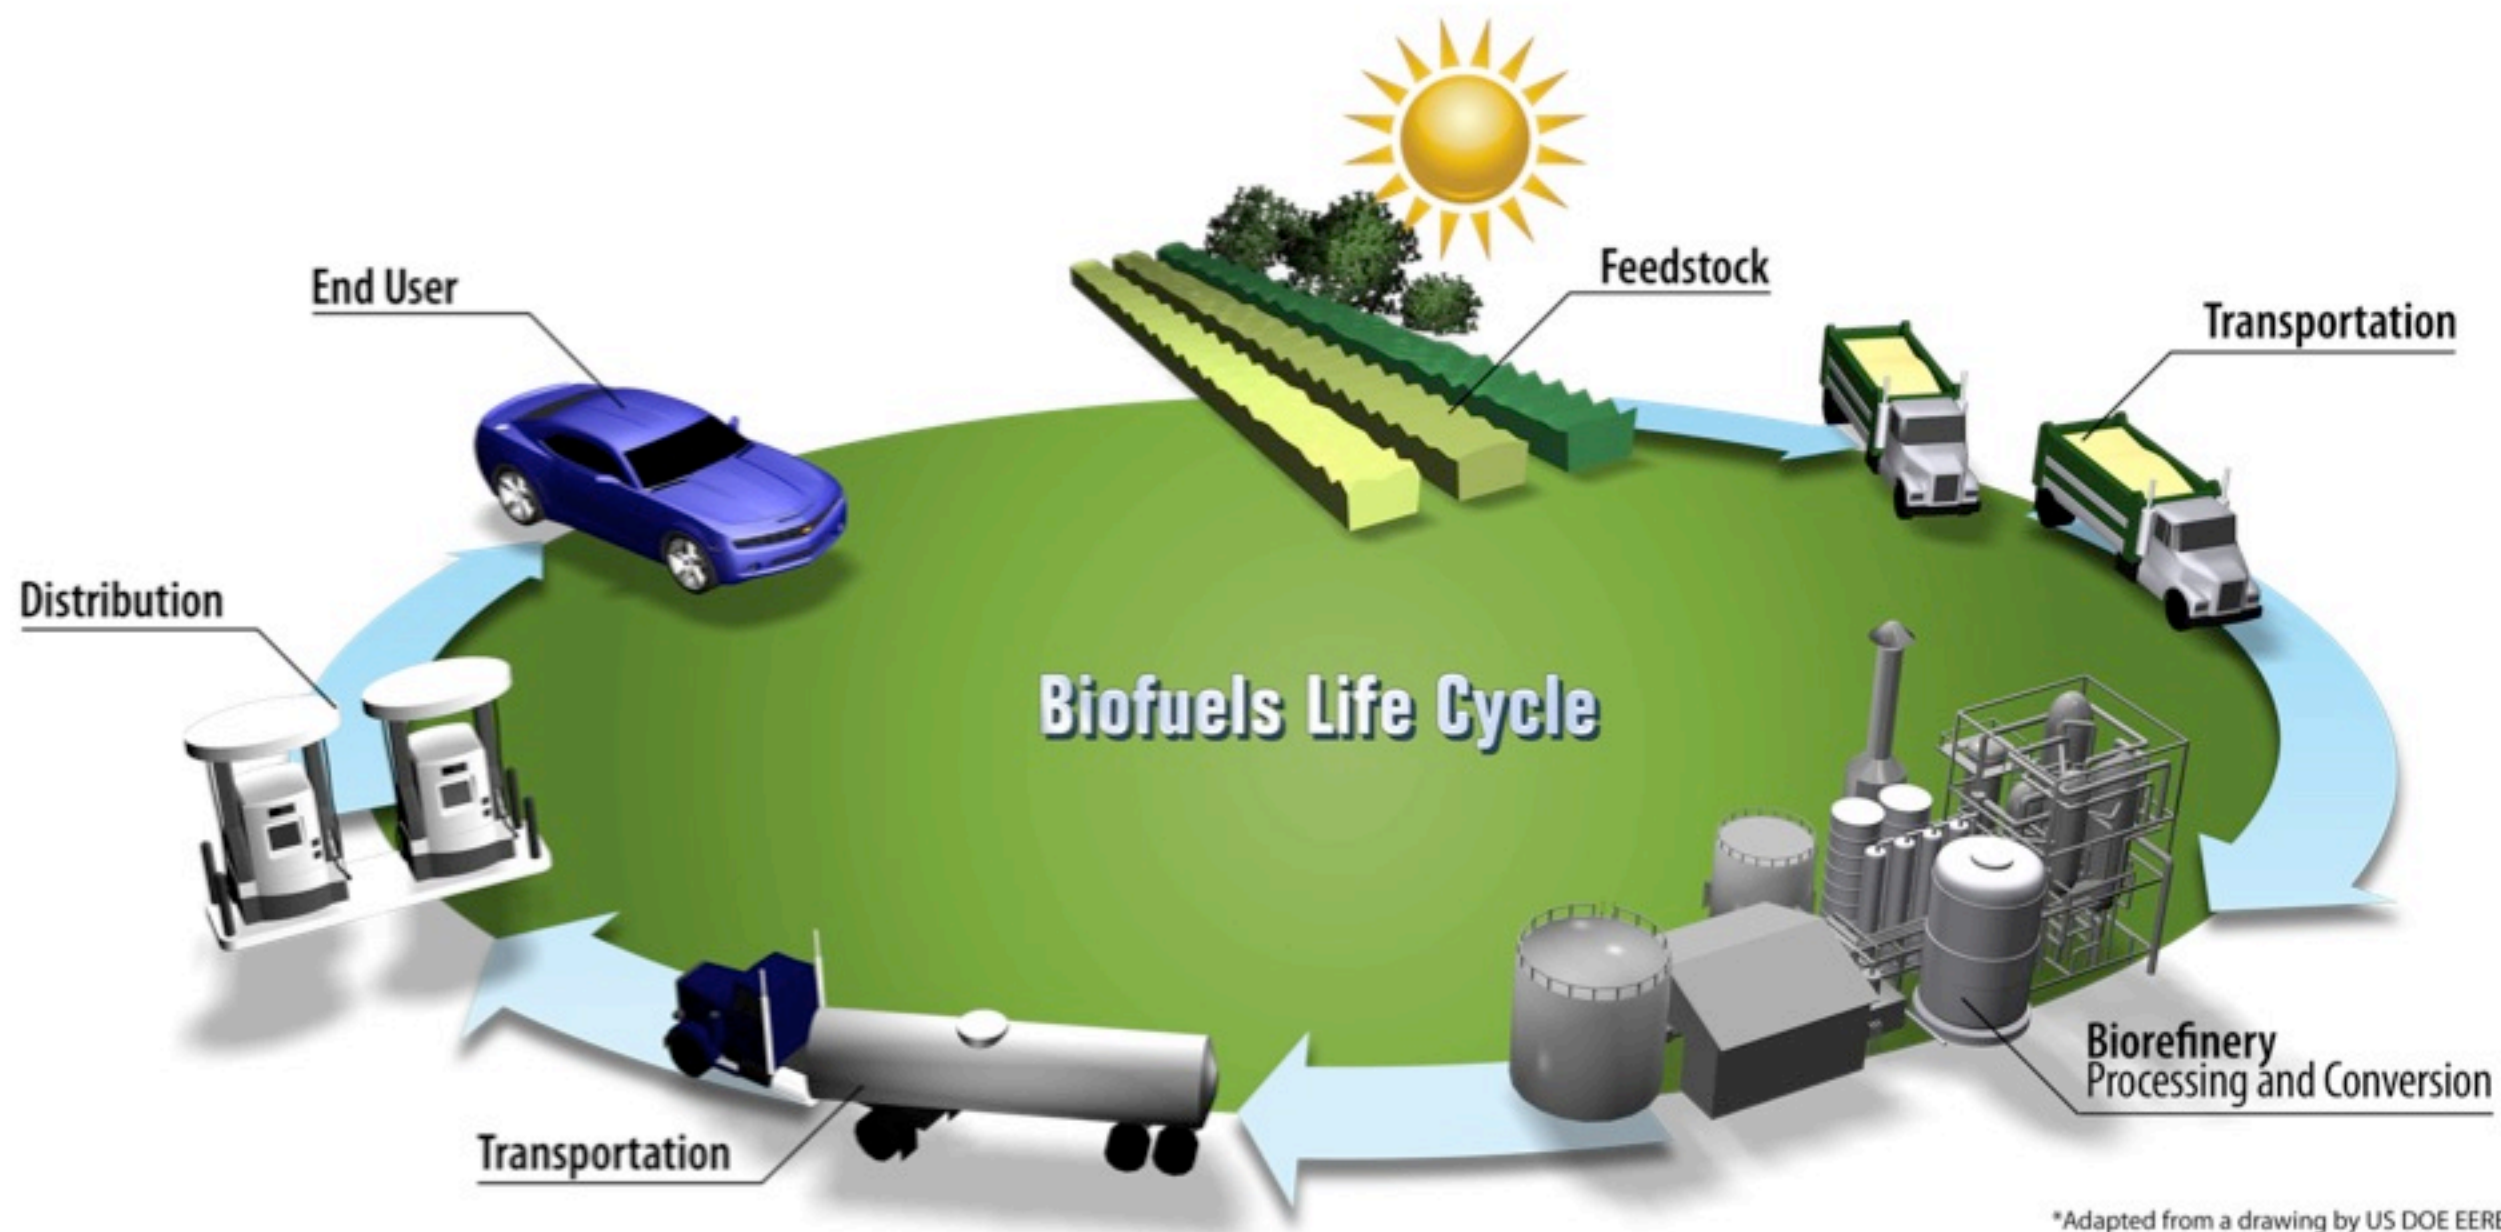 Feedstock
Transportation
End User
Distribution
Biofuels Life Cycle
Biorefinery
Processing and Conversion
Transportation
*Adapted from a drawing by US DOE EERE